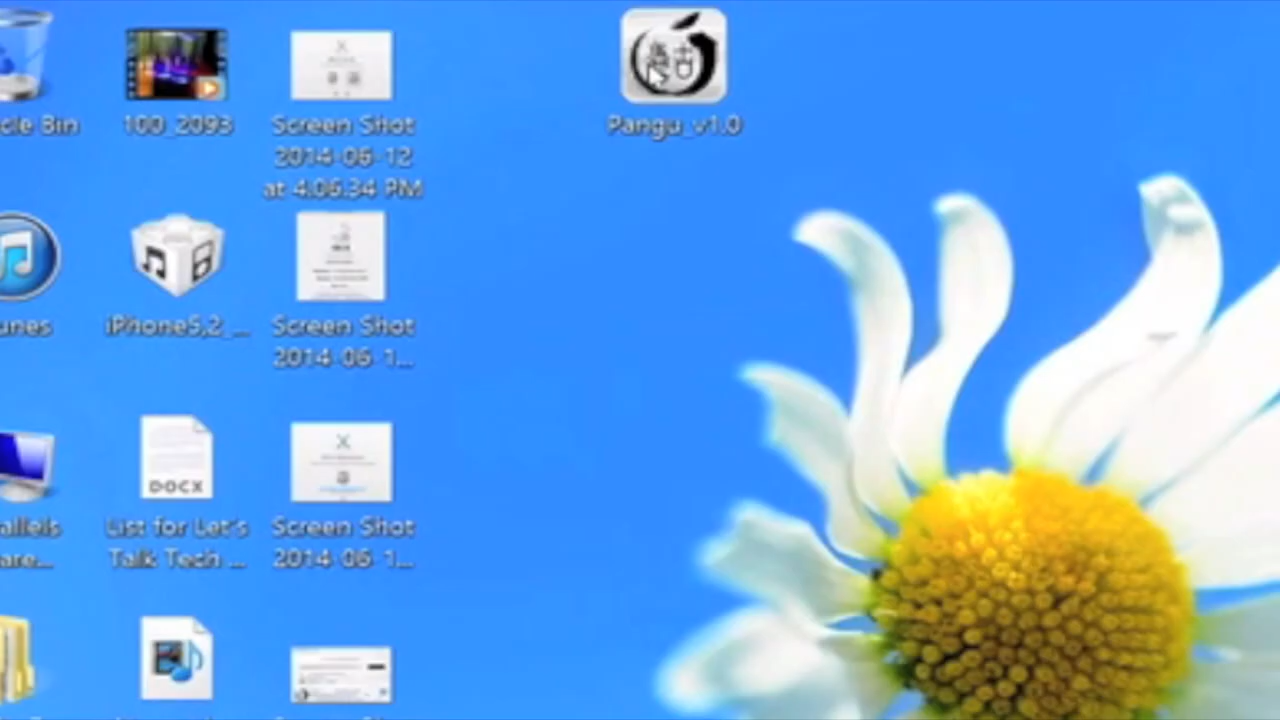 cle Bin
100_2093
Screen Shot
2014-06-12
at 4.06.34 PM
Pangu_v1.0
unes
iPhone5,2_...
Screen Shot
2014-06-1...
allels
are...
DOCX
List for Let's
Talk Tech ...
Screen Shot
2014-06-1...